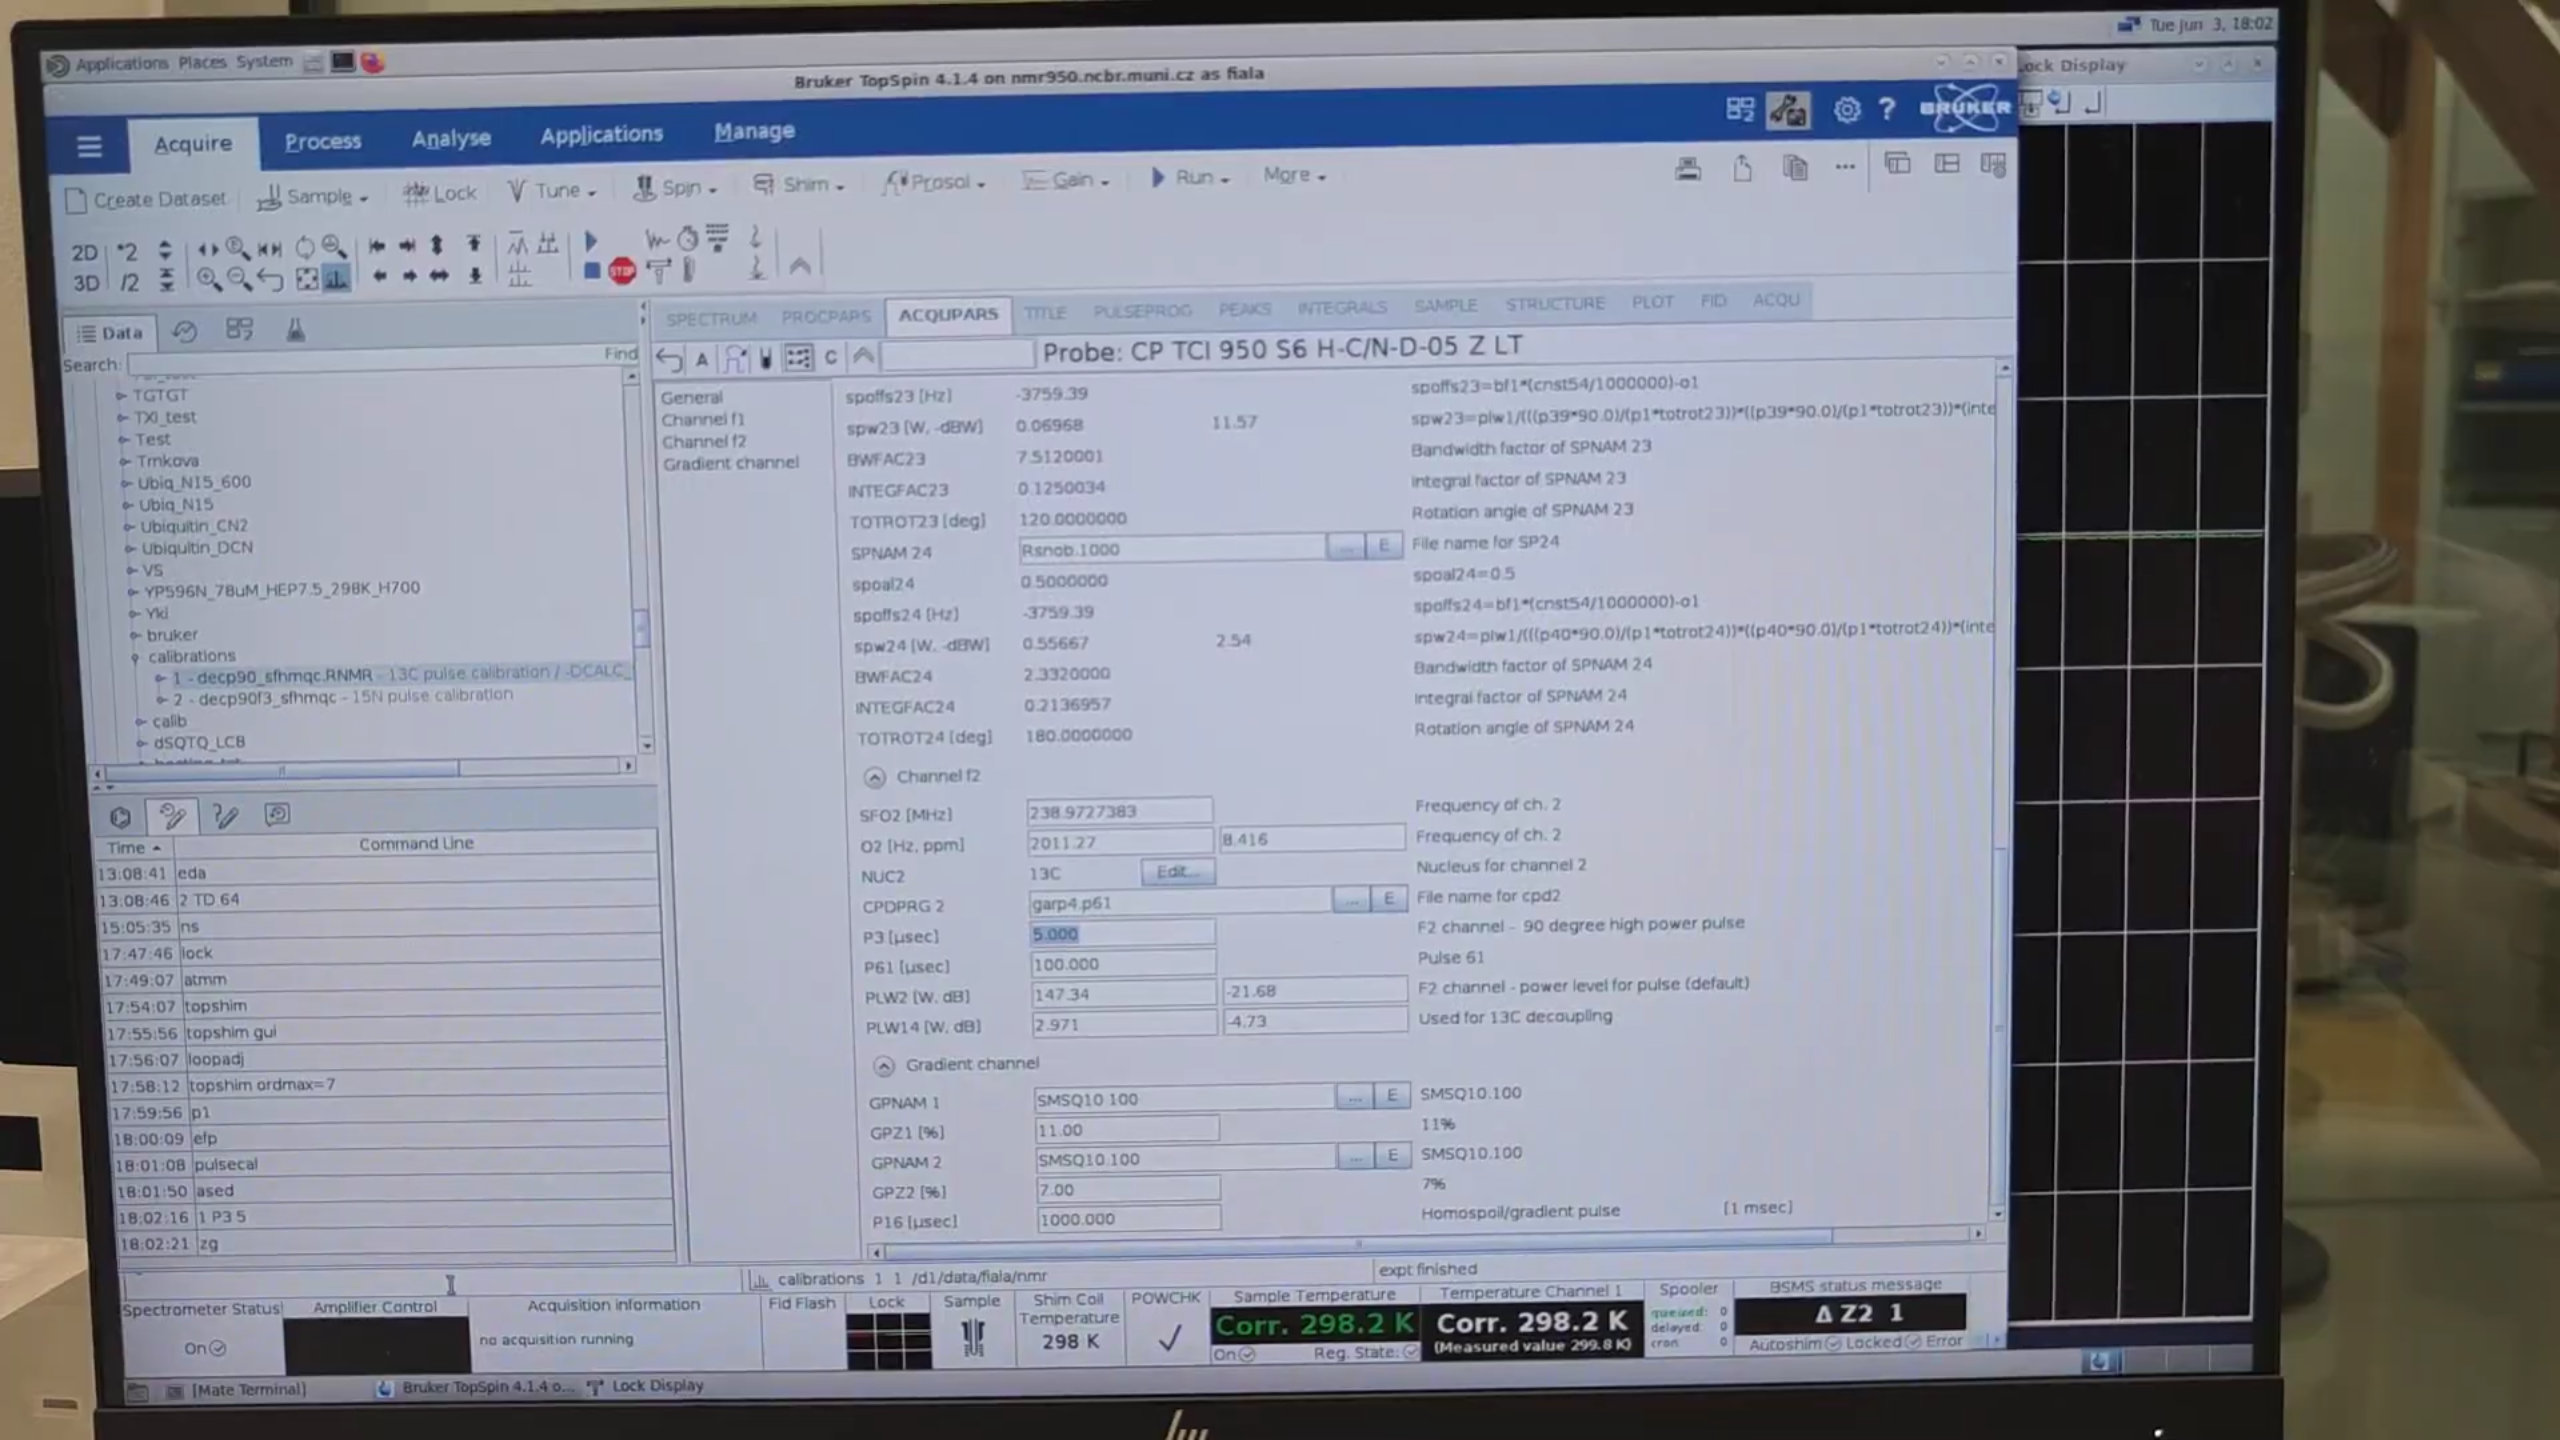 Applications Places System
Tue Jun 3, 18:02
Bruker TopSpin 4.1.4 on nmr950.ncbr.muni.cz as fiala
Lock Display
Acquire Process Analyse Applications Manage
? BRUKER
Create Dataset Sample Lock Tune Spin Shim Prosol Gain Run More
2D *2
3D /2
STOP
Data
SPECTRUM PROCPARS ACQUPARS TITLE PULSEPROG PEAKS INTEGRALS SAMPLE STRUCTURE PLOT FID ACQU
Search: Find
A C Probe: CP TCI 950 S6 H-C/N-D-05 Z LT
TGTGT
TXI_test
Test
Trnkova
Ubiq_N15_600
Ubiq_N15
Ubiquitin_CN2
Ubiquitin_DCN
VS
YP596N_78uM_HEP7.5_298K_H700
Yki
bruker
calibrations
1 - decp90_sfhmqc.RNMR - 13C pulse calibration / -DCALC_
2 - decp90f3_sfhmqc - 15N pulse calibration
calib
dSQTQ_LCB
General
Channel f1
Channel f2
Gradient channel
spoffs23 [Hz] -3759.39 spoffs23=bf1*(cnst54/1000000)-o1
spw23 [W, -dBW] 0.06968 11.57 spw23=plw1/(((p39*90.0)/(p1*totrot23))*((p39*90.0)/(p1*totrot23))*(inte
BWFAC23 7.5120001 Bandwidth factor of SPNAM 23
INTEGFAC23 0.1250034 Integral factor of SPNAM 23
TOTROT23 [deg] 120.0000000 Rotation angle of SPNAM 23
SPNAM 24 Rsnob.1000 ... E File name for SP24
spoal24 0.5000000 spoal24=0.5
spoffs24 [Hz] -3759.39 spoffs24=bf1*(cnst54/1000000)-o1
spw24 [W, -dBW] 0.55667 2.54 spw24=plw1/(((p40*90.0)/(p1*totrot24))*((p40*90.0)/(p1*totrot24))*(inte
BWFAC24 2.3320000 Bandwidth factor of SPNAM 24
INTEGFAC24 0.2136957 Integral factor of SPNAM 24
TOTROT24 [deg] 180.0000000 Rotation angle of SPNAM 24
Channel f2
SFO2 [MHz] 238.9727383 Frequency of ch. 2
O2 [Hz, ppm] 2011.27 8.416 Frequency of ch. 2
NUC2 13C Edit... Nucleus for channel 2
CPDPRG 2 garp4.p61 ... E File name for cpd2
P3 [µsec] 5.000 F2 channel - 90 degree high power pulse
P61 [µsec] 100.000 Pulse 61
PLW2 [W, dB] 147.34 -21.68 F2 channel - power level for pulse (default)
PLW14 [W, dB] 2.971 -4.73 Used for 13C decoupling
Gradient channel
GPNAM 1 SMSQ10.100 ... E SMSQ10.100
GPZ1 [%] 11.00 11%
GPNAM 2 SMSQ10.100 ... E SMSQ10.100
GPZ2 [%] 7.00 7%
P16 [µsec] 1000.000 Homospoil/gradient pulse [1 msec]
Time Command Line
13:08:41 eda
13:08:46 2 TD 64
15:05:35 ns
17:47:46 lock
17:49:07 atmm
17:54:07 topshim
17:55:56 topshim gui
17:56:07 loopadj
17:58:12 topshim ordmax=7
17:59:56 p1
18:00:09 efp
18:01:08 pulsecal
18:01:50 ased
18:02:16 1 P3 5
18:02:21 zg
calibrations 1 1 /d1/data/fiala/nmr
expt finished
Spectrometer Status Amplifier Control Acquisition information Fid Flash Lock Sample Shim Coil Temperature POWCHK Sample Temperature Temperature Channel 1 Spooler BSMS status message
On no acquisition running 298 K Corr. 298.2 K Corr. 298.2 K queued: 0 Δ Z2 1
On Reg. State: (Measured value 299.8 K) delayed: 0
cron: 0 Autoshim Locked Error
[Mate Terminal] Bruker TopSpin 4.1.4 o... Lock Display
hp